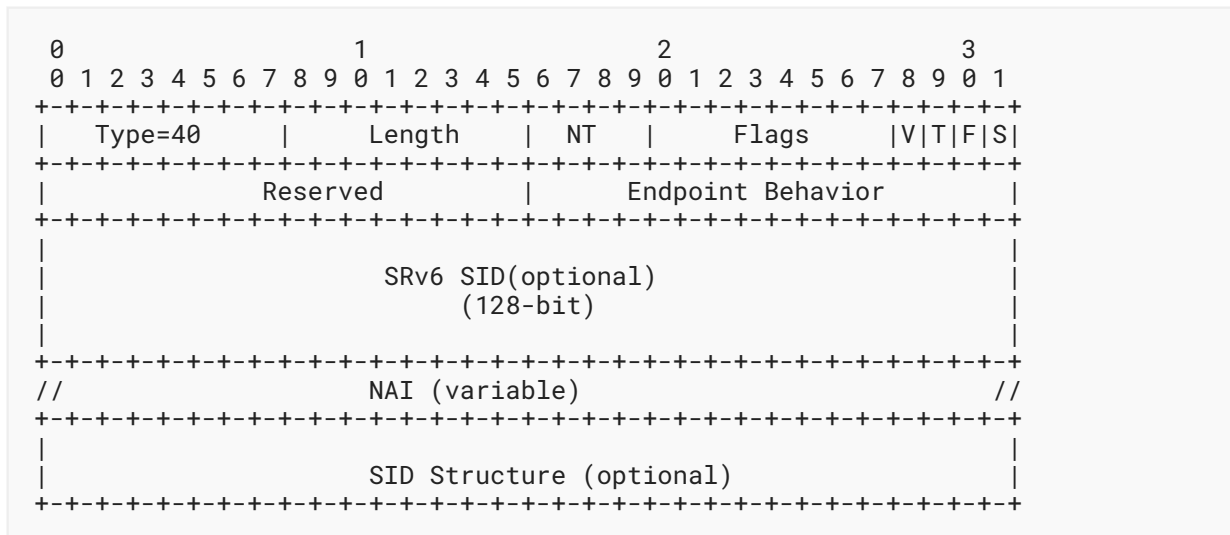 0                   1                   2                   3
 0 1 2 3 4 5 6 7 8 9 0 1 2 3 4 5 6 7 8 9 0 1 2 3 4 5 6 7 8 9 0 1
+-+-+-+-+-+-+-+-+-+-+-+-+-+-+-+-+-+-+-+-+-+-+-+-+-+-+-+-+-+-+-+-+
|   Type=40     |     Length    |  NT   |     Flags     |V|T|F|S|
+-+-+-+-+-+-+-+-+-+-+-+-+-+-+-+-+-+-+-+-+-+-+-+-+-+-+-+-+-+-+-+-+
|              Reserved         |      Endpoint Behavior        |
+-+-+-+-+-+-+-+-+-+-+-+-+-+-+-+-+-+-+-+-+-+-+-+-+-+-+-+-+-+-+-+-+
|                                                               |
|                      SRv6 SID(optional)                       |
|                           (128-bit)                           |
|                                                               |
+-+-+-+-+-+-+-+-+-+-+-+-+-+-+-+-+-+-+-+-+-+-+-+-+-+-+-+-+-+-+-+-+
//                    NAI (variable)                           //
+-+-+-+-+-+-+-+-+-+-+-+-+-+-+-+-+-+-+-+-+-+-+-+-+-+-+-+-+-+-+-+-+
|                                                               |
|                     SID Structure (optional)                  |
+-+-+-+-+-+-+-+-+-+-+-+-+-+-+-+-+-+-+-+-+-+-+-+-+-+-+-+-+-+-+-+-+